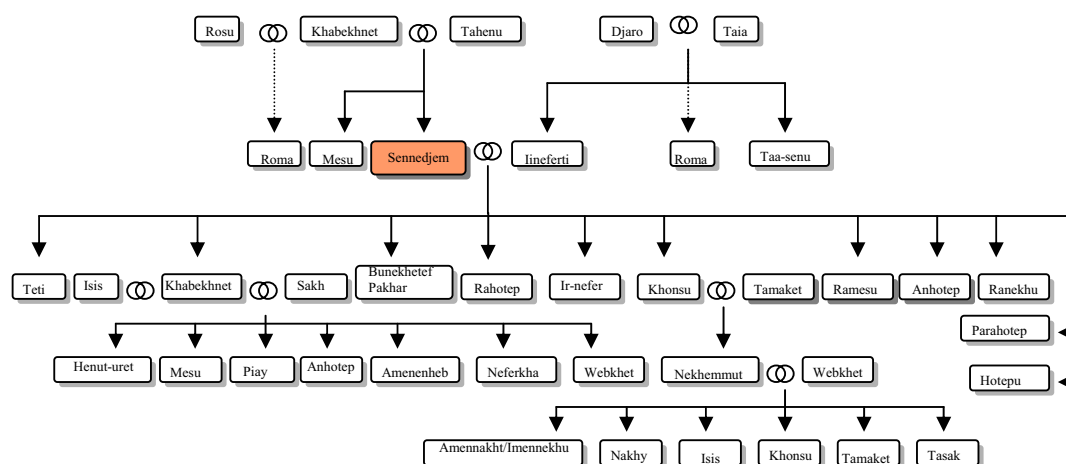 Rosu
Khabekhnet
Tahenu
Djaro
Taia
Roma
Mesu
Sennedjem
Iineferti
Roma
Taa-senu
Teti
Isis
Khabekhnet
Sakh
Bunekhetef
Pakhar
Rahotep
Ir-nefer
Khonsu
Tamaket
Ramesu
Anhotep
Ranekhu
Parahotep
Henut-uret
Mesu
Piay
Anhotep
Amenenheb
Neferkha
Webkhet
Nekhemmut
Webkhet
Hotepu
Amennakht/Imennekhu
Nakhy
Isis
Khonsu
Tamaket
Tasak